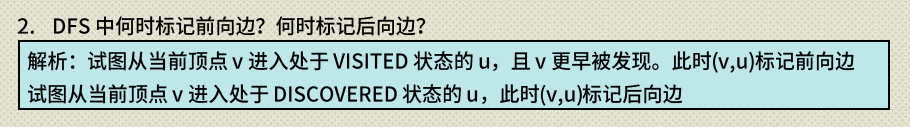 2. DFS 中何时标记前向边？何时标记后向边？
解析：试图从当前顶点 v 进入处于 VISITED 状态的 u，且 v 更早被发现。此时(v,u)标记前向边
试图从当前顶点 v 进入处于 DISCOVERED 状态的 u，此时(v,u)标记后向边